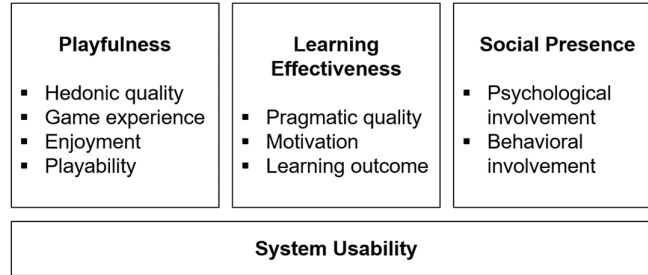 Playfulness
▪ Hedonic quality
▪ Game experience
▪ Enjoyment
▪ Playability
Learning
Effectiveness
▪ Pragmatic quality
▪ Motivation
▪ Learning outcome
Social Presence
▪ Psychological
involvement
▪ Behavioral
involvement
System Usability